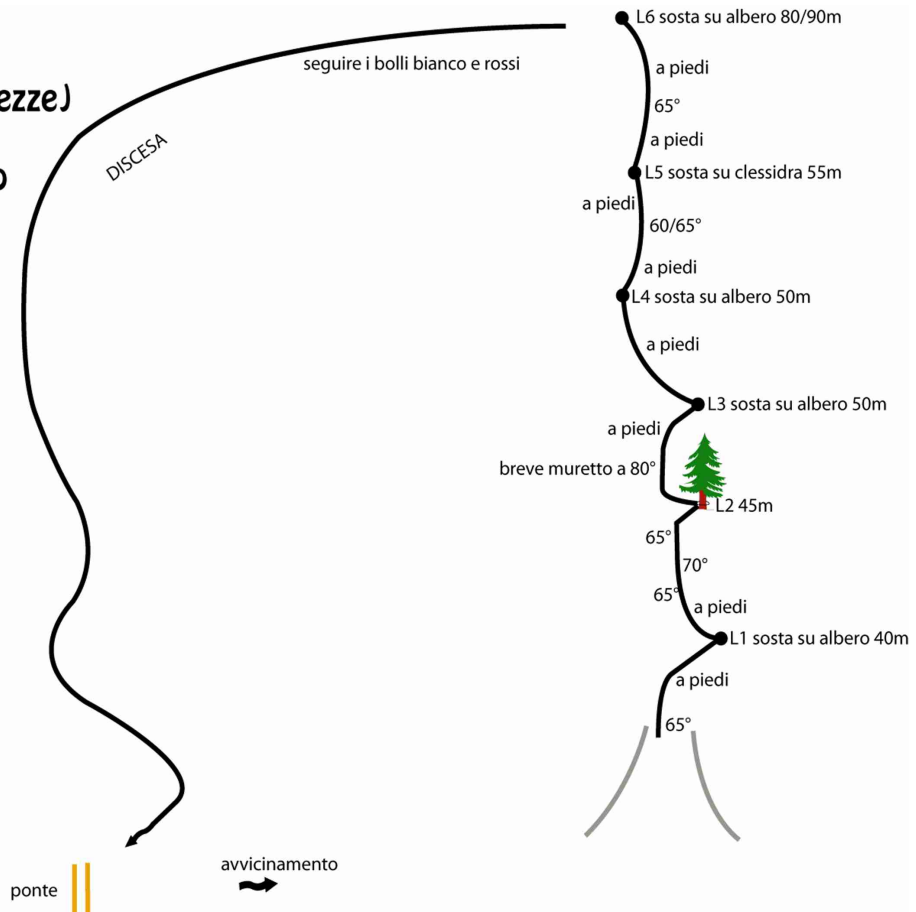 L6 sosta su albero 80/90m
seguire i bolli bianco e rossi
a piedi
ezze)
65°
a piedi
DISCESA
o
L5 sosta su clessidra 55m
a piedi
60/65°
a piedi
L4 sosta su albero 50m
a piedi
L3 sosta su albero 50m
a piedi
breve muretto a 80°
L2 45m
65°
70°
65°
a piedi
L1 sosta su albero 40m
a piedi
65°
avvicinamento
ponte